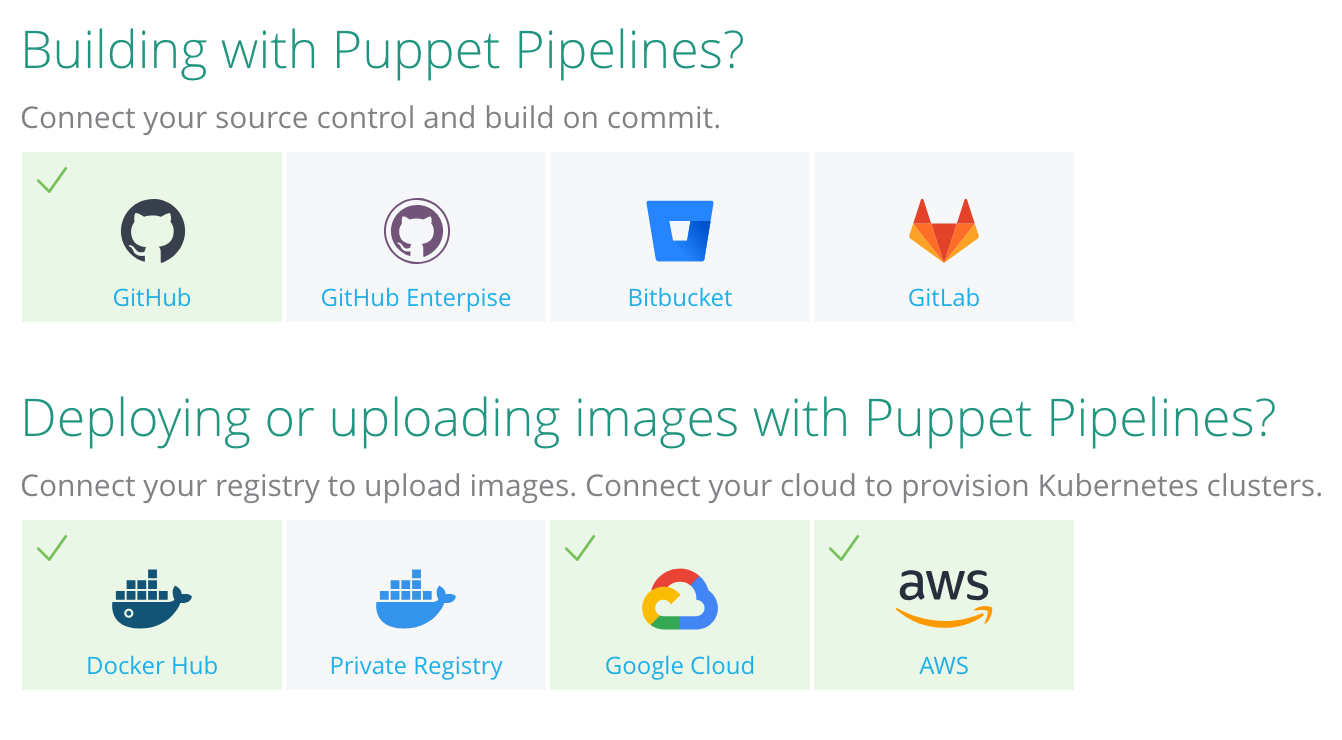 Building with Puppet Pipelines?
Connect your source control and build on commit.
GitHub
GitHub Enterpise
Bitbucket
GitLab
Deploying or uploading images with Puppet Pipelines?
Connect your registry to upload images. Connect your cloud to provision Kubernetes clusters.
aws
Docker Hub
Private Registry
Google Cloud
AWS